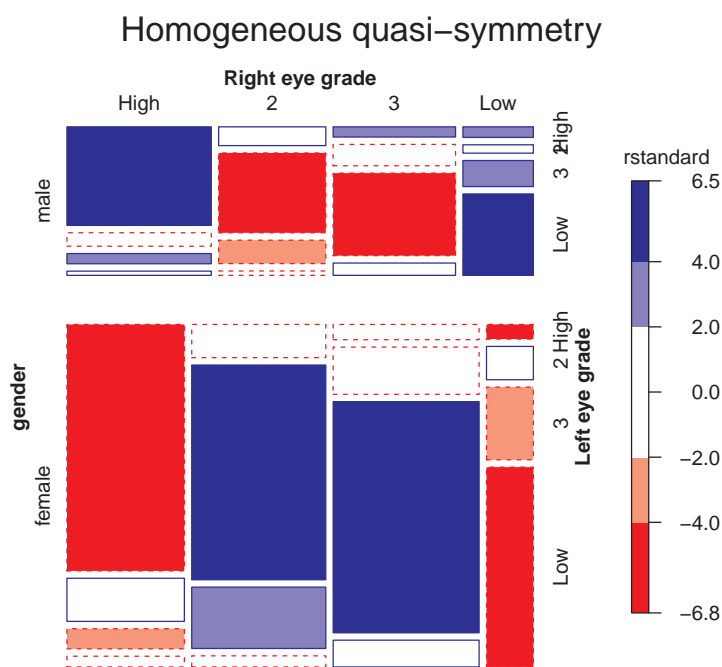 Homogeneous quasi−symmetry
Right eye grade
High 2 3 Low
rstandard
male
High
2
3
Low
gender
female
High
2
3
Low
Left eye grade
6.5
4.0
2.0
0.0
−2.0
−4.0
−6.8